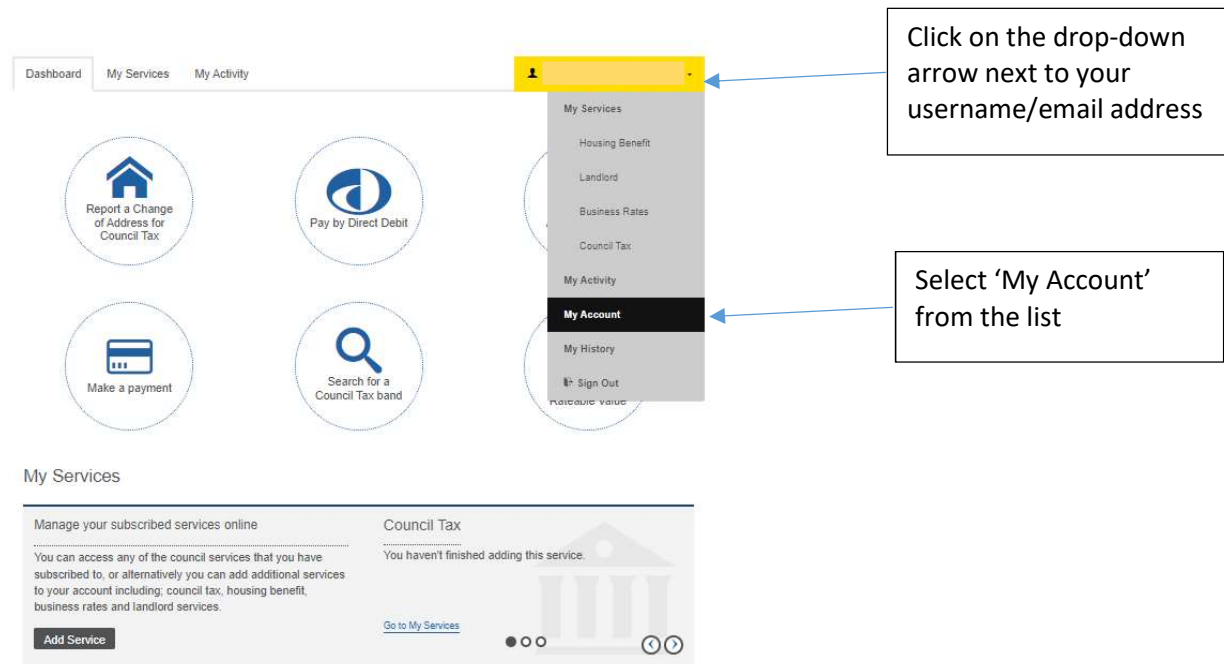 Click on the drop-down
arrow next to your
username/email address
Dashboard My Services My Activity
My Services
Housing Benefit
Landlord
Business Rates
Council Tax
My Activity
My Account
My History
Sign Out
Select ‘My Account’
from the list
Report a Change
of Address for
Council Tax
Pay by Direct Debit
Make a payment
Search for a
Council Tax band
Rateable Value
My Services
Manage your subscribed services online
You can access any of the council services that you have
subscribed to, or alternatively you can add additional services
to your account including; council tax, housing benefit,
business rates and landlord services.
Add Service
Council Tax
You haven't finished adding this service.
Go to My Services